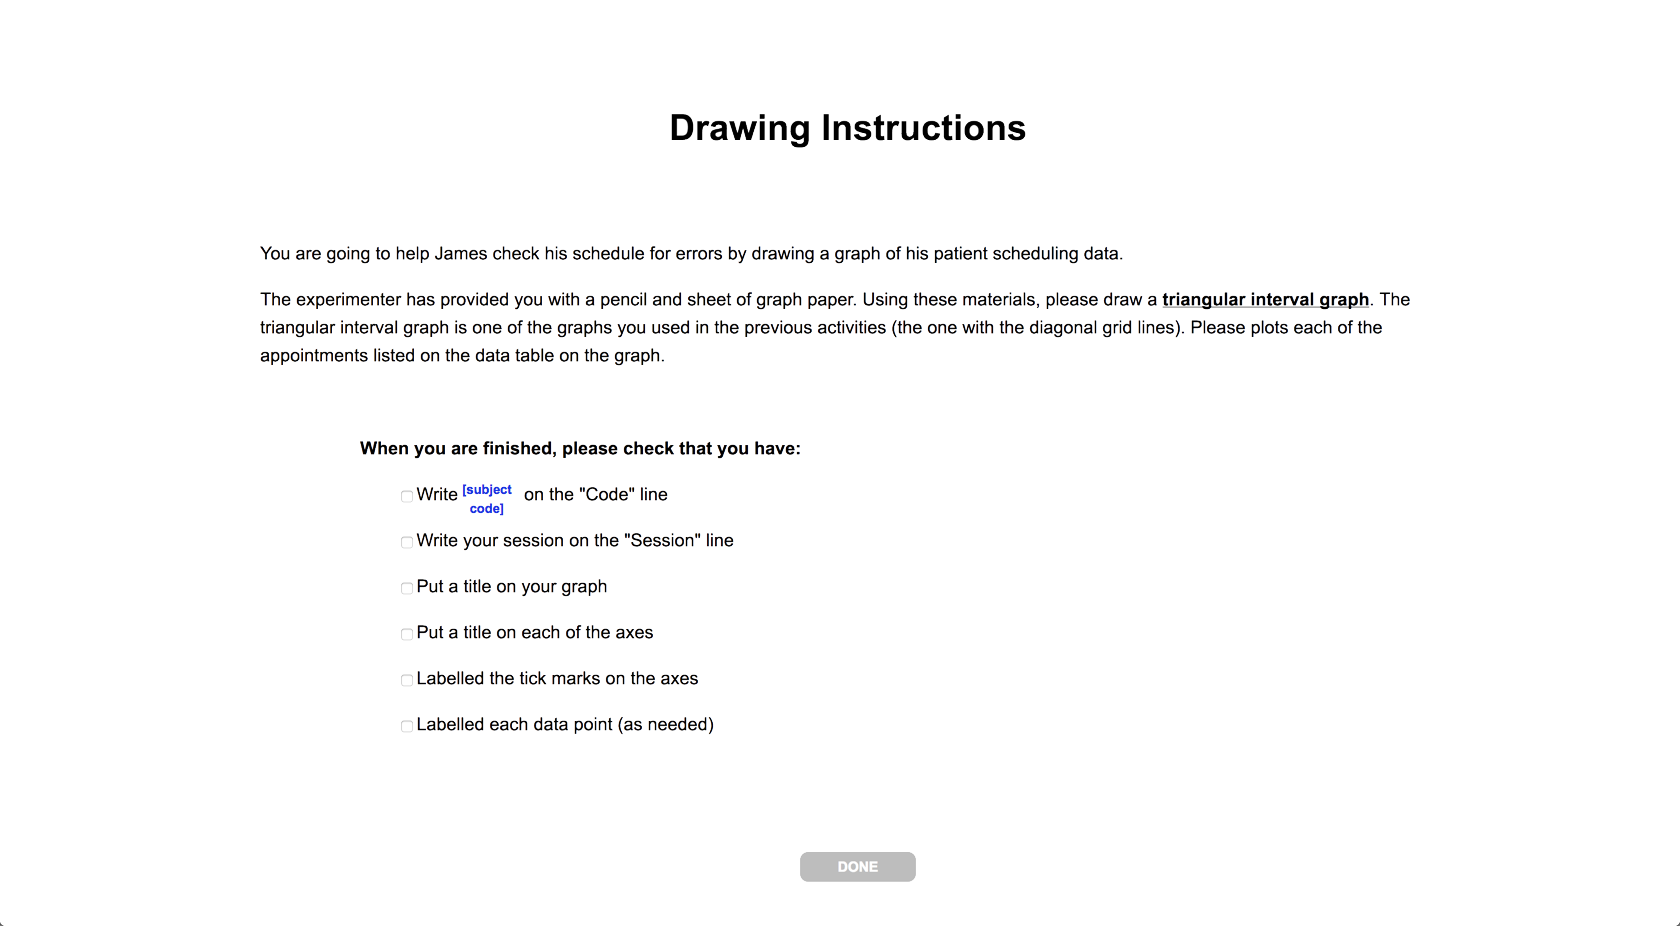 Drawing Instructions
You are going to help James check his schedule for errors by drawing a graph of his patient scheduling data.
The experimenter has provided you with a pencil and sheet of graph paper. Using these materials, please draw a triangular interval graph. The
triangular interval graph is one of the graphs you used in the previous activities (the one with the diagonal grid lines). Please plots each of the
appointments listed on the data table on the graph.
When you are finished, please check that you have:
Write [subject code] on the "Code" line
Write your session on the "Session" line
Put a title on your graph
Put a title on each of the axes
Labelled the tick marks on the axes
Labelled each data point (as needed)
DONE